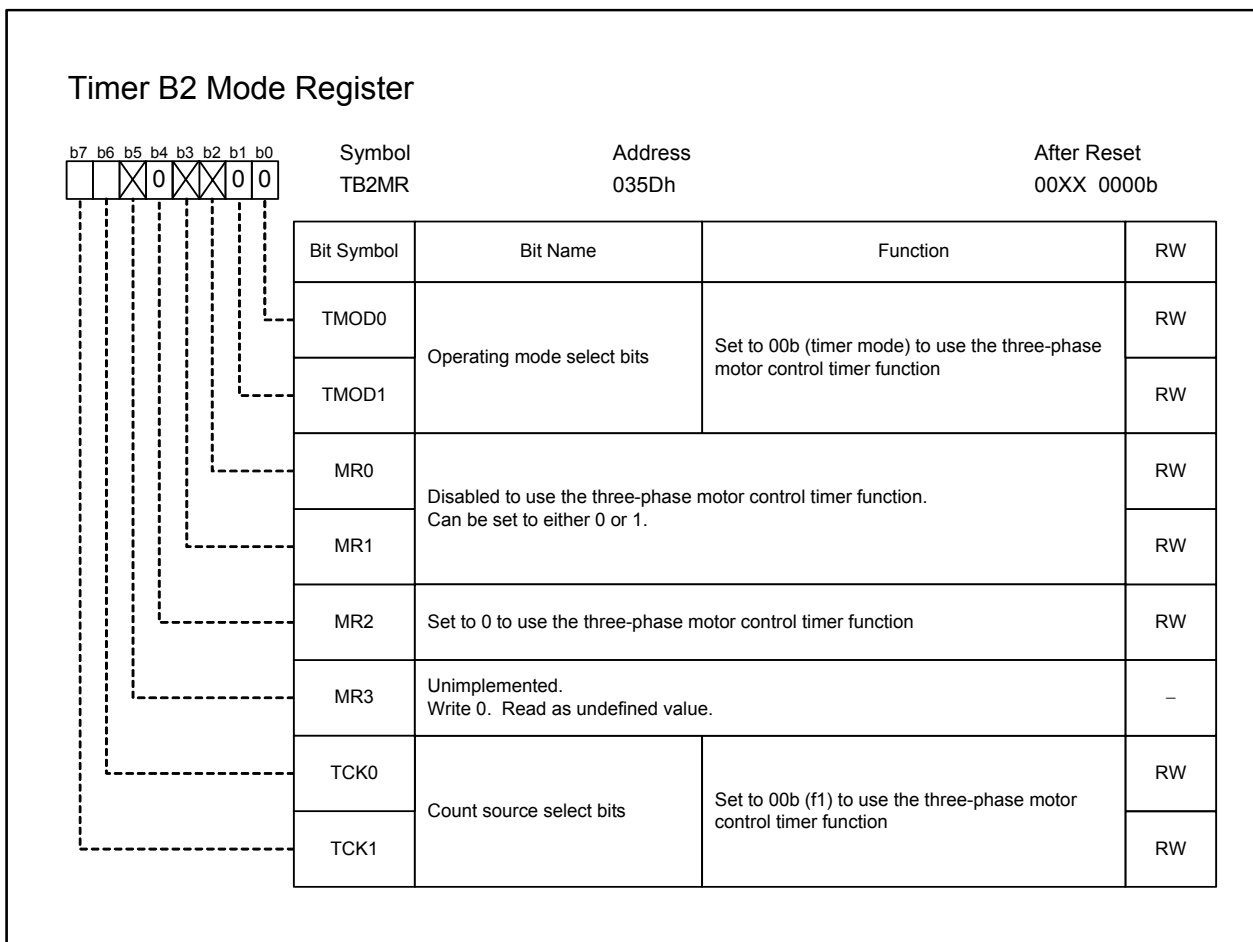 Timer B2 Mode Register
b7 b6 b5 b4 b3 b2 b1 b0
0 0 0
Symbol Address After Reset
TB2MR 035Dh 00XX 0000b
Bit Symbol Bit Name Function RW
TMOD0 RW
Operating mode select bits
Set to 00b (timer mode) to use the three-phase
motor control timer function
TMOD1 RW
MR0 RW
Disabled to use the three-phase motor control timer function.
Can be set to either 0 or 1.
MR1 RW
MR2 Set to 0 to use the three-phase motor control timer function RW
MR3
Unimplemented.
Write 0. Read as undefined value.
–
TCK0 RW
Count source select bits
Set to 00b (f1) to use the three-phase motor
control timer function
TCK1 RW